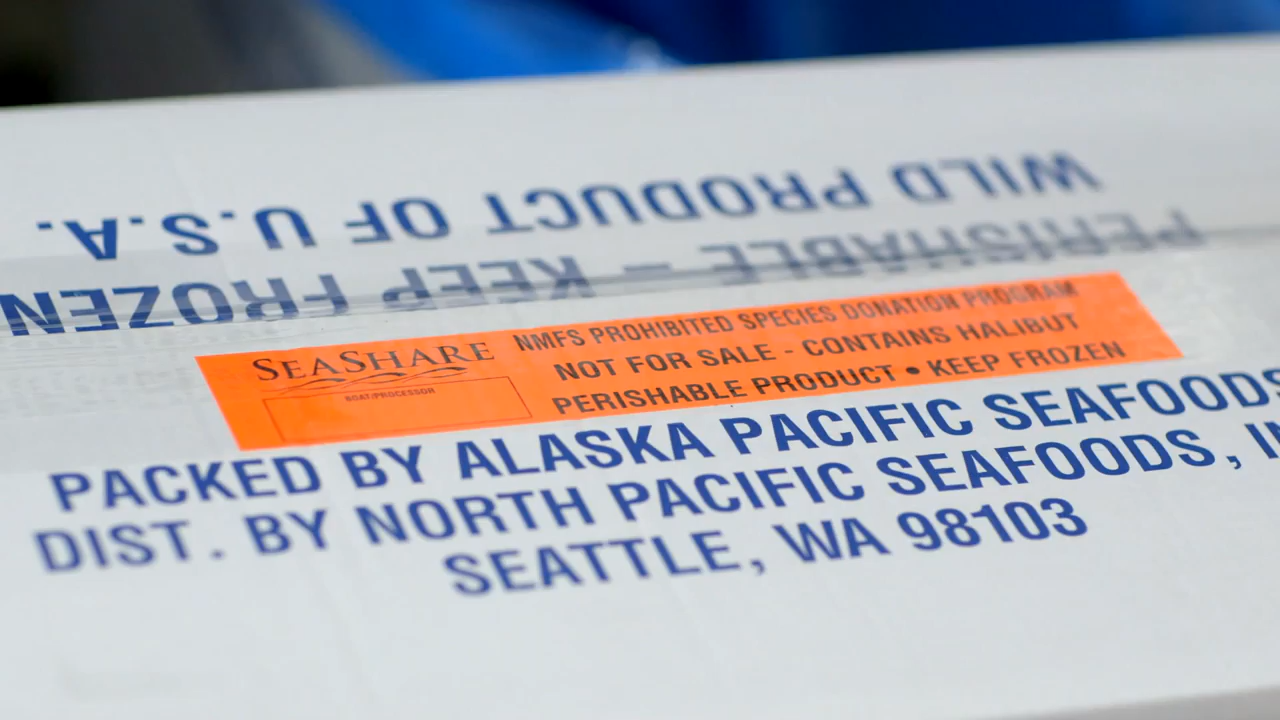 WILD PRODUCT OF U.S.A.
PERISHABLE – KEEP FROZEN
SEASHARE
BOAT/PROCESSOR
NMFS PROHIBITED SPECIES DONATION PROGRAM
NOT FOR SALE - CONTAINS HALIBUT
PERISHABLE PRODUCT • KEEP FROZEN
PACKED BY ALASKA PACIFIC SEAFOODS
DIST. BY NORTH PACIFIC SEAFOODS,
SEATTLE, WA 98103